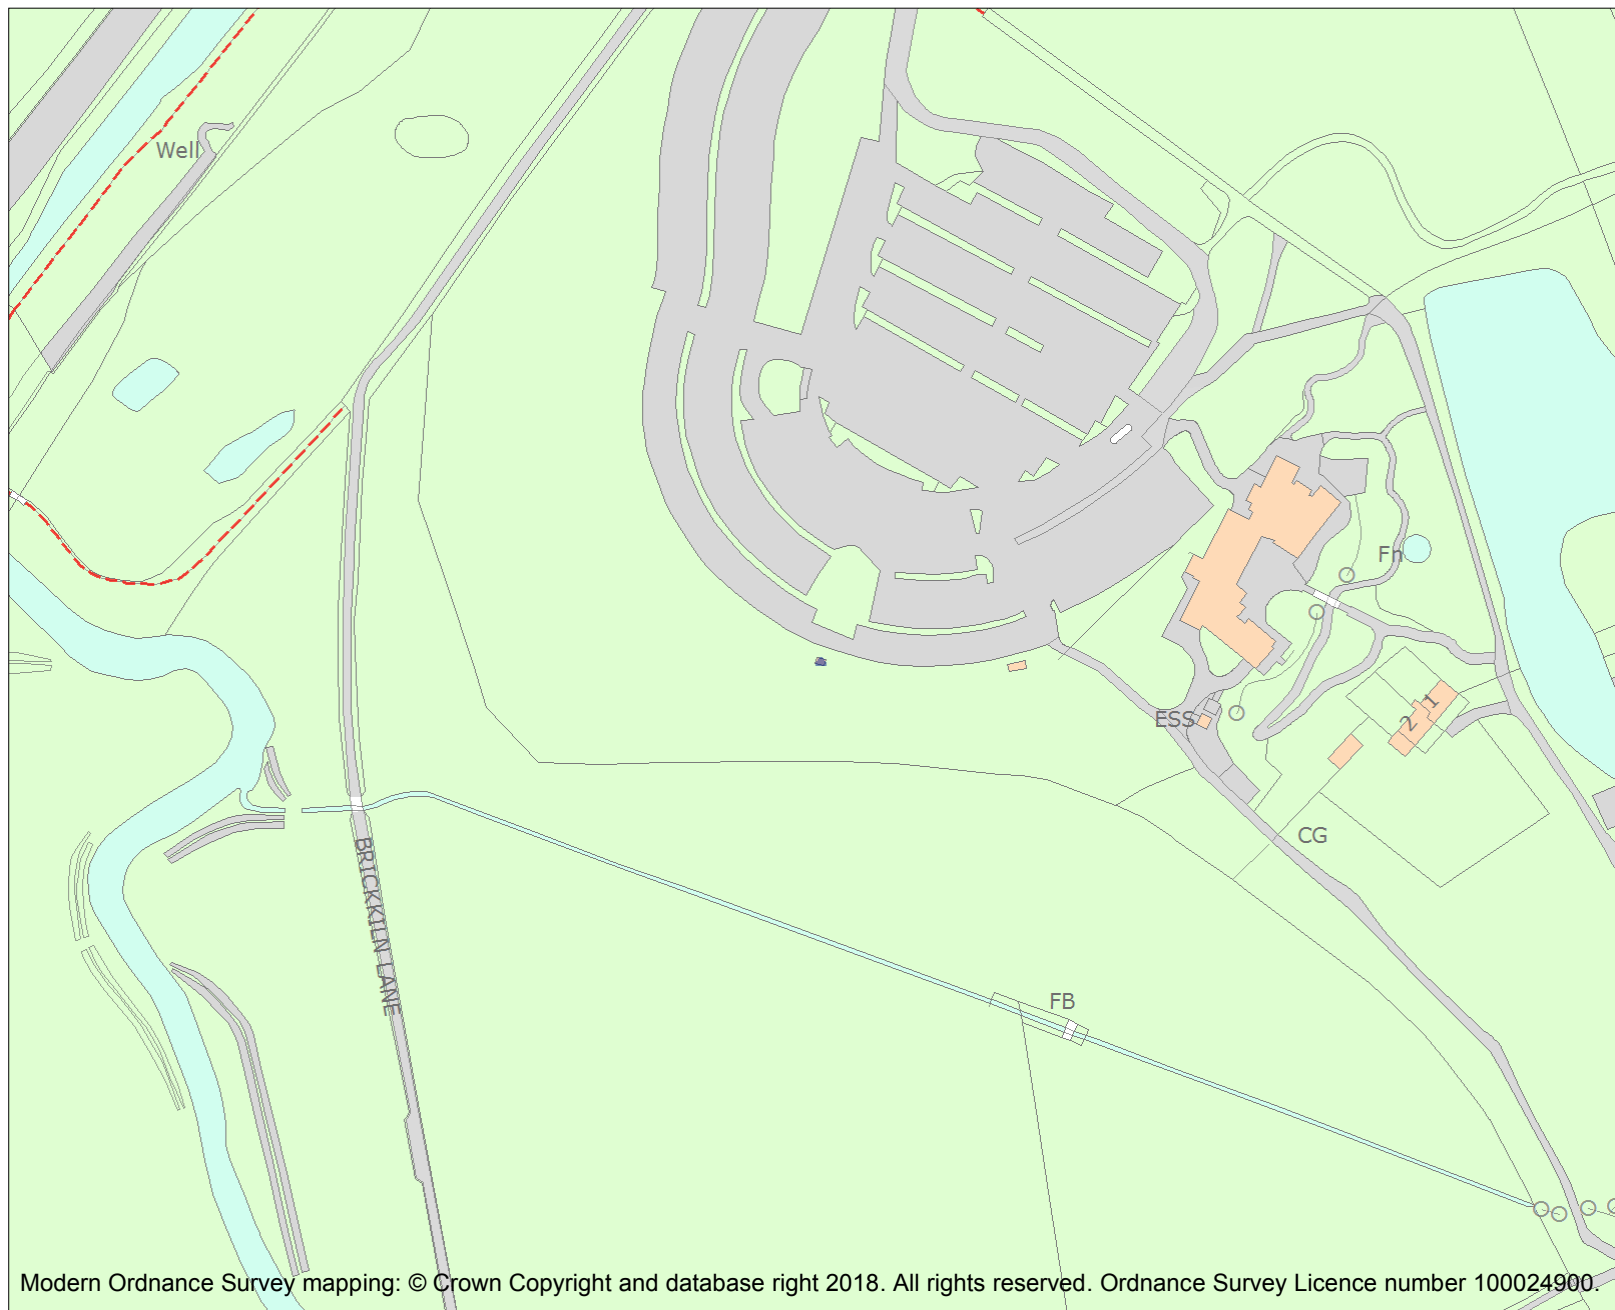 Well
Fn
1
2
ESS
CG
BRICKKILN LANE
FB
Modern Ordnance Survey mapping: © Crown Copyright and database right 2018. All rights reserved. Ordnance Survey Licence number 100024900.